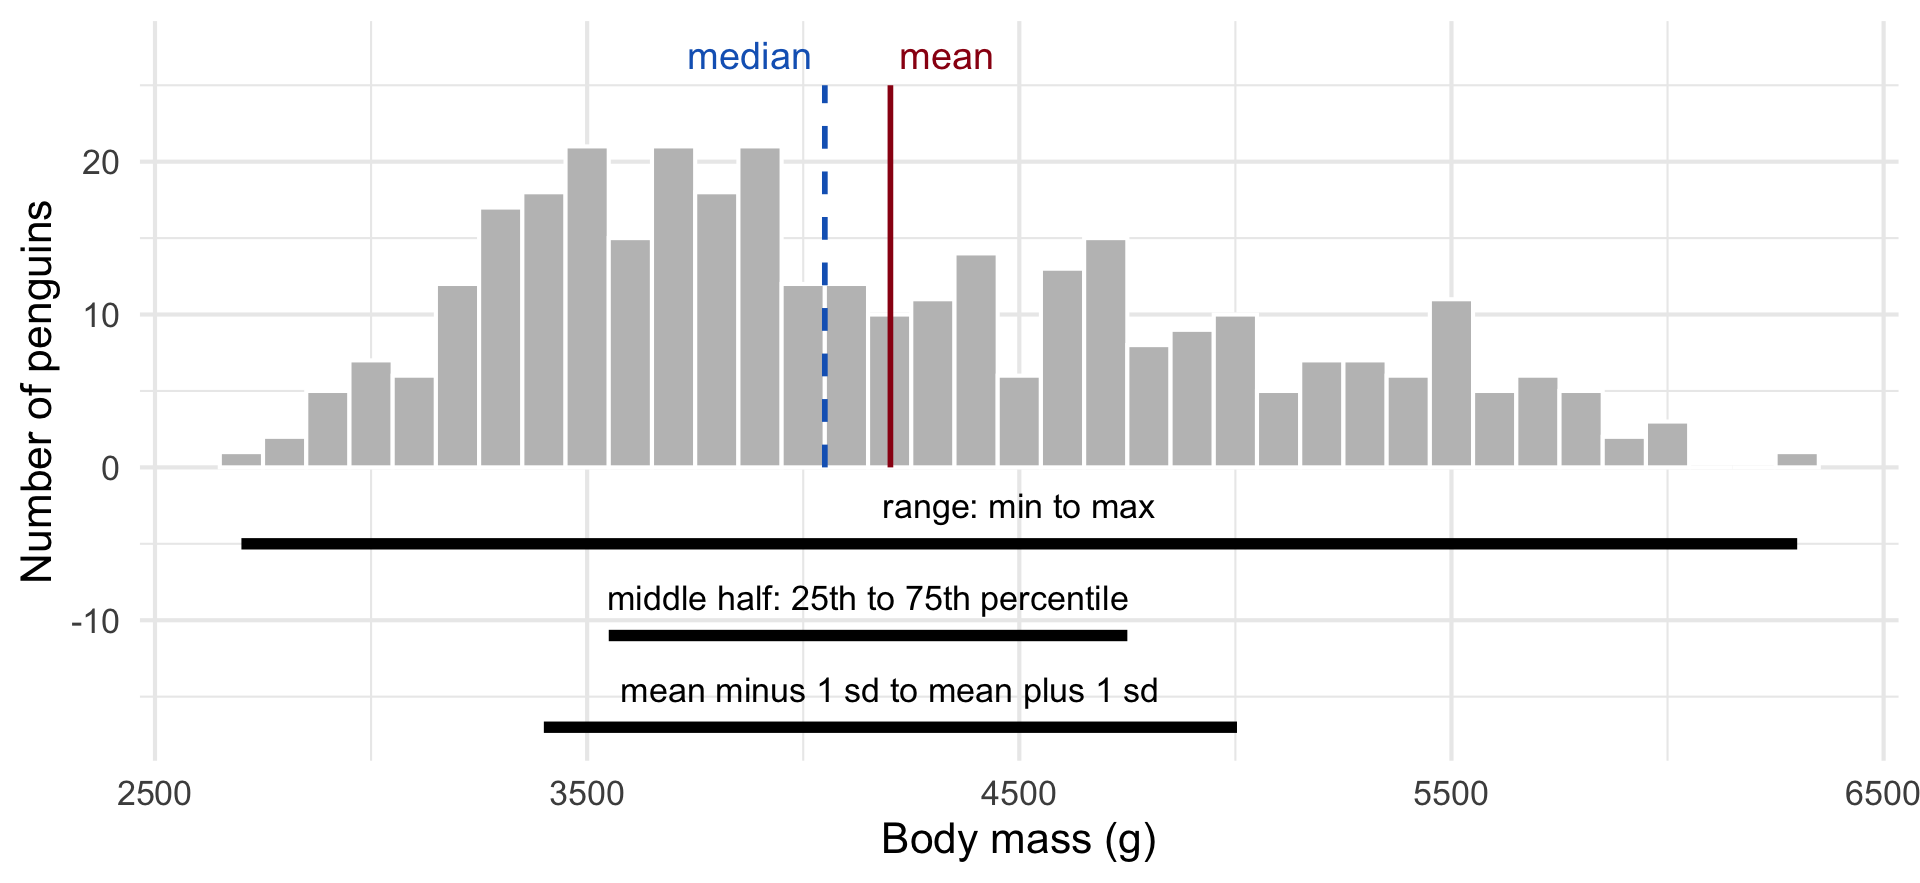 median
mean
20
10
0
-10
Number of penguins
range: min to max
middle half: 25th to 75th percentile
mean minus 1 sd to mean plus 1 sd
2500
3500
4500
5500
6500
Body mass (g)